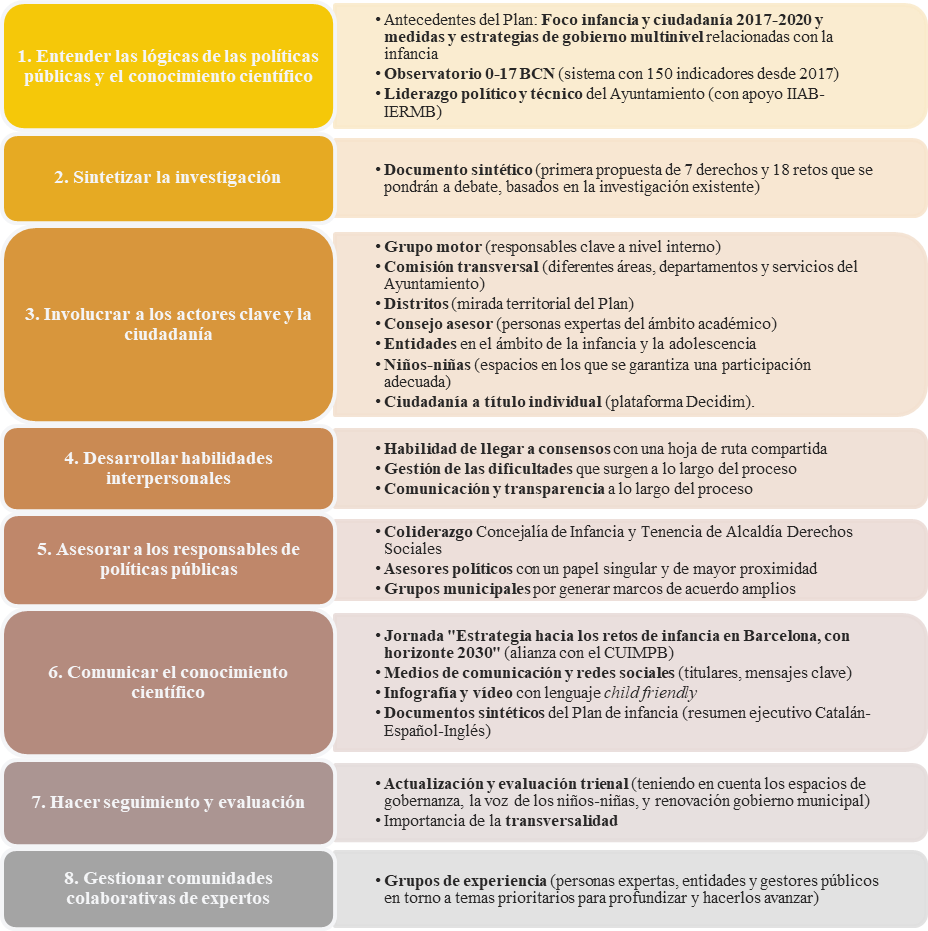 1. Entender las lógicas de las políticas
públicas y el conocimiento científico
• Antecedentes del Plan: Foco infancia y ciudadanía 2017-2020 y
medidas y estrategias de gobierno multinivel relacionadas con la
infancia
• Observatorio 0-17 BCN (sistema con 150 indicadores desde 2017)
• Liderazgo político y técnico del Ayuntamiento (con apoyo IIAB-
IERMB)
2. Sintetizar la investigación
• Documento sintético (primera propuesta de 7 derechos y 18 retos que se
pondrán a debate, basados en la investigación existente)
3. Involucrar a los actores clave y la
ciudadanía
• Grupo motor (responsables clave a nivel interno)
• Comisión transversal (diferentes áreas, departamentos y servicios del
Ayuntamiento)
• Distritos (mirada territorial del Plan)
• Consejo asesor (personas expertas del ámbito académico)
• Entidades en el ámbito de la infancia y la adolescencia
• Niños-niñas (espacios en los que se garantiza una participación
adecuada)
• Ciudadanía a título individual (plataforma Decidim).
4. Desarrollar habilidades
interpersonales
• Habilidad de llegar a consensos con una hoja de ruta compartida
• Gestión de las dificultades que surgen a lo largo del proceso
• Comunicación y transparencia a lo largo del proceso
5. Asesorar a los responsables de
políticas públicas
• Coliderazgo Concejalía de Infancia y Tenencia de Alcaldía Derechos
Sociales
• Asesores políticos con un papel singular y de mayor proximidad
• Grupos municipales por generar marcos de acuerdo amplios
6. Comunicar el conocimiento
científico
• Jornada "Estrategia hacia los retos de infancia en Barcelona, con
horizonte 2030" (alianza con el CUIMPB)
• Medios de comunicación y redes sociales (titulares, mensajes clave)
• Infografía y vídeo con lenguaje child friendly
• Documentos sintéticos del Plan de infancia (resumen ejecutivo Catalán-
Español-Inglés)
7. Hacer seguimiento y evaluación
• Actualización y evaluación trienal (teniendo en cuenta los espacios de
gobernanza, la voz de los niños-niñas, y renovación gobierno municipal)
• Importancia de la transversalidad
8. Gestionar comunidades
colaborativas de expertos
• Grupos de experiencia (personas expertas, entidades y gestores públicos
en torno a temas prioritarios para profundizar y hacerlos avanzar)